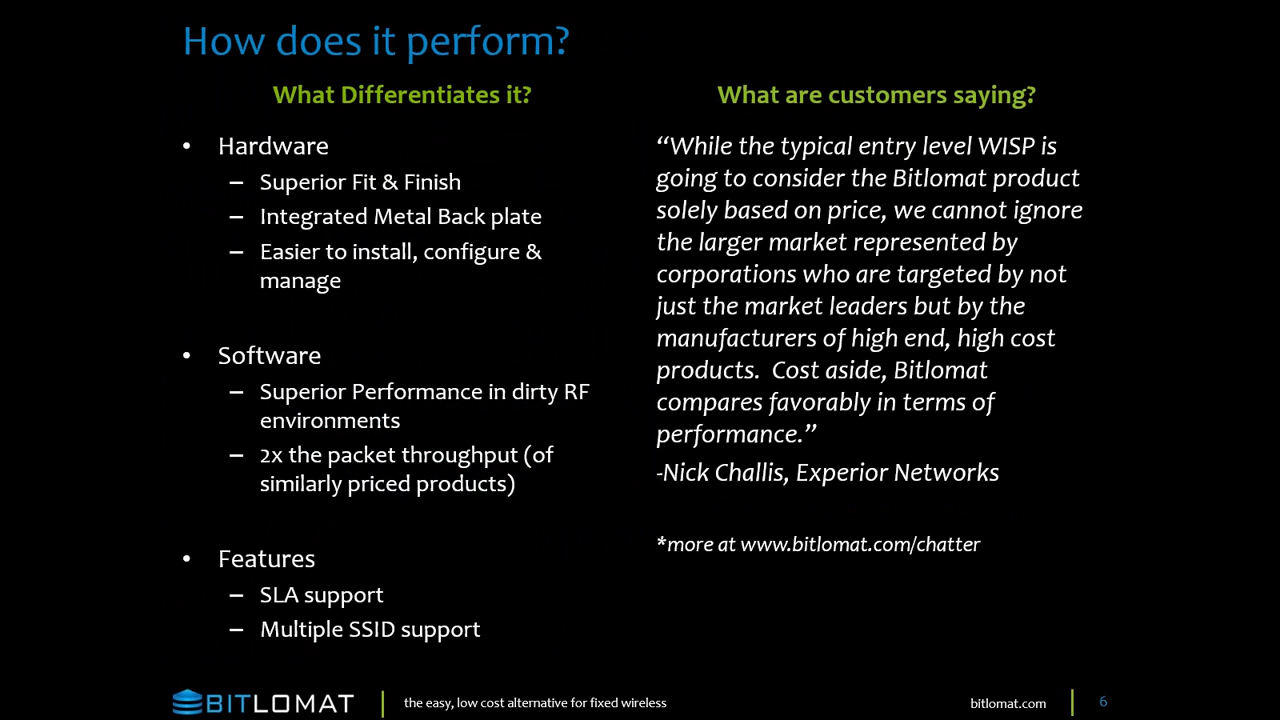 How does it perform?
What Differentiates it?
• Hardware
– Superior Fit & Finish
– Integrated Metal Back plate
– Easier to install, configure &
manage
• Software
– Superior Performance in dirty RF
environments
– 2x the packet throughput (of
similarly priced products)
• Features
– SLA support
– Multiple SSID support
What are customers saying?
“While the typical entry level WISP is
going to consider the Bitlomat product
solely based on price, we cannot ignore
the larger market represented by
corporations who are targeted by not
just the market leaders but by the
manufacturers of high end, high cost
products.  Cost aside, Bitlomat
compares favorably in terms of
performance.”
-Nick Challis, Experior Networks
*more at www.bitlomat.com/chatter
BITLOMAT
the easy, low cost alternative for fixed wireless
bitlomat.com
6